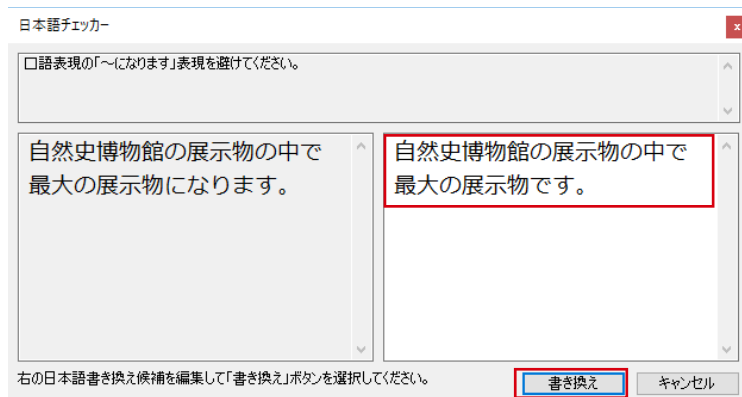 日本語チェッカー
x
口語表現の「～になります」表現を避けてください。
自然史博物館の展示物の中で
最大の展示物になります。
自然史博物館の展示物の中で
最大の展示物です。
右の日本語書き換え候補を編集して「書き換え」ボタンを選択してください。
書き換え
キャンセル